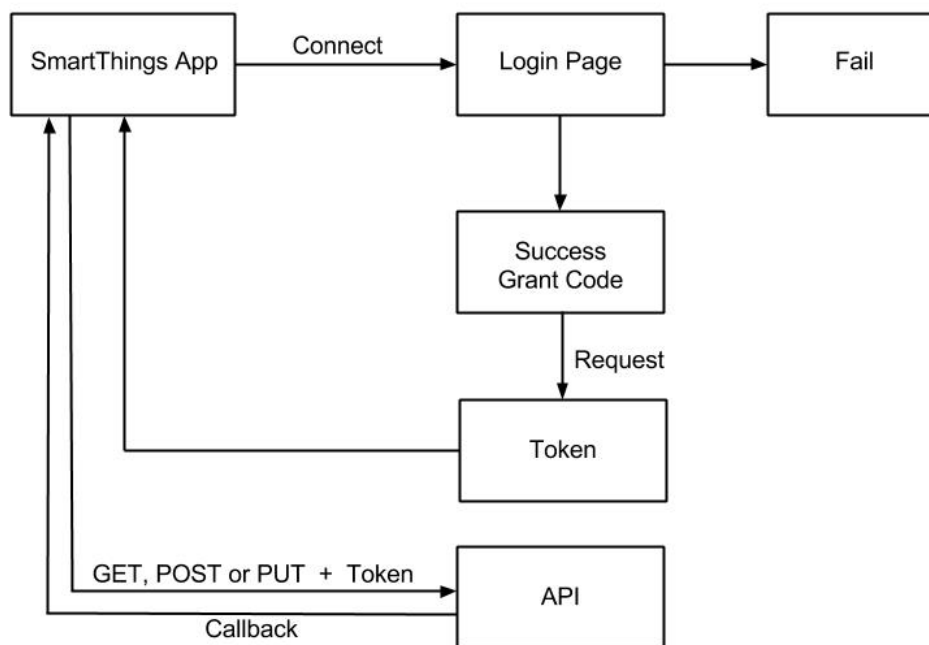 SmartThings App
Connect
Login Page
Fail
Success
Grant Code
Request
Token
GET, POST or PUT + Token
API
Callback